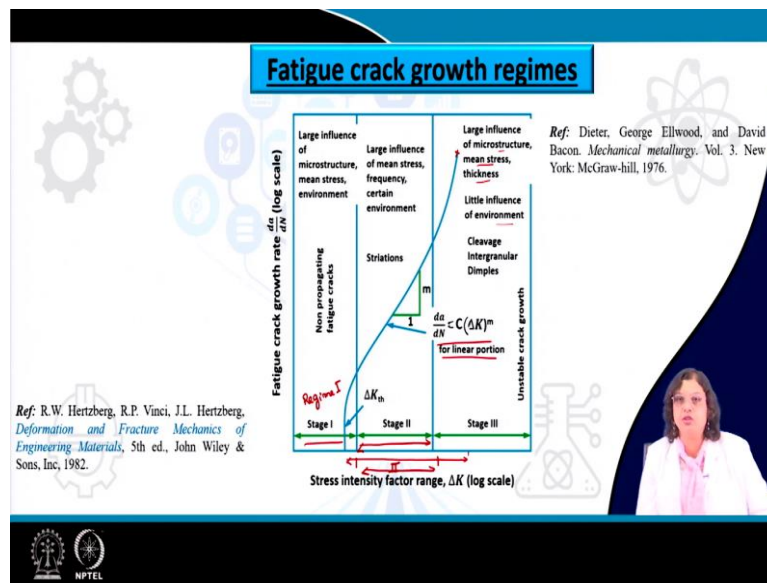 Fatigue crack growth regimes
Fatigue crack growth rate da/dN (log scale)
Large influence
of
microstructure,
mean stress,
environment
Non propagating
fatigue cracks
Regime I
Stage I
Large influence
of mean stress,
frequency,
certain
environment
Striations
m
1
da/dN = C(ΔK)^m
for linear portion
ΔK_th
Stage II
Large influence
of microstructure,
mean stress,
thickness
Little influence
of environment
Cleavage
Intergranular
Dimples
Unstable crack growth
Stage III
II
Stress intensity factor range, ΔK (log scale)
Ref: Dieter, George Ellwood, and David
Bacon. Mechanical metallurgy. Vol. 3. New
York: McGraw-hill, 1976.
Ref: R.W. Hertzberg, R.P. Vinci, J.L. Hertzberg,
Deformation and Fracture Mechanics of
Engineering Materials, 5th ed., John Wiley &
Sons, Inc, 1982.
NPTEL